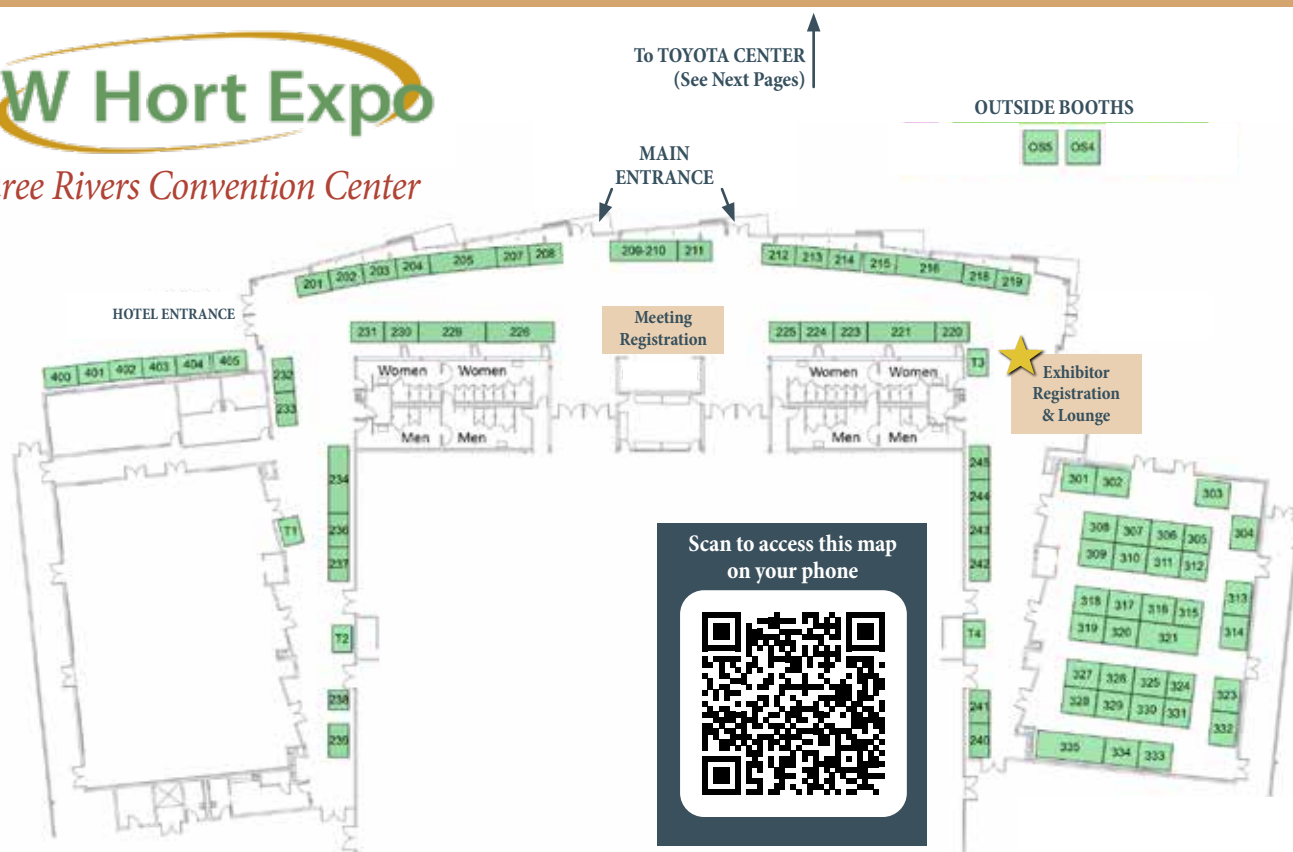 W Hort Expo
ree Rivers Convention Center
To TOYOTA CENTER
(See Next Pages)
OUTSIDE BOOTHS
OS5 OS4
MAIN
ENTRANCE
201 202 203 204 205 207 208
209-210 211
212 213 214 215 216 218 219
HOTEL ENTRANCE
231 230 229 226
Meeting
Registration
225 224 223 221 220
400 401 402 403 404 405
232
233
Women Women
Men Men
Women Women
Men Men
T3
Exhibitor
Registration
& Lounge
234
236
237
T1
T2
238
239
245
244
243
242
T4
241
240
301 302 303
304
308 307 306 305
309 310 311 312
313
314
318 317 316 315
319 320 321
327 326 325 324
328 329 330 331
323
332
335 334 333
Scan to access this map
on your phone